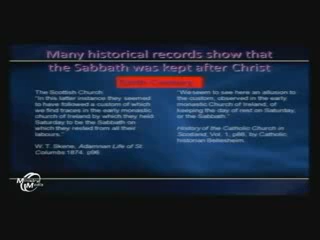 Many historical records show that
the Sabbath was kept after Christ
The Scottish Church:
"In this latter instance they seemed
to have followed a custom of which
we find traces in the early monastic
church of Ireland by which they held
Saturday to be the Sabbath on
which they rested from all their
labours."
W. T. Skene, Adamnan Life of St.
Columba 1874. p96.
"We seem to see here an allusion to
the custom, observed in the early
monastic Church of Ireland, of
keeping the day of rest on Saturday,
or the Sabbath."
History of the Catholic Church in
Scotland, Vol. 1, p86, by Catholic
historian Bellesheim.